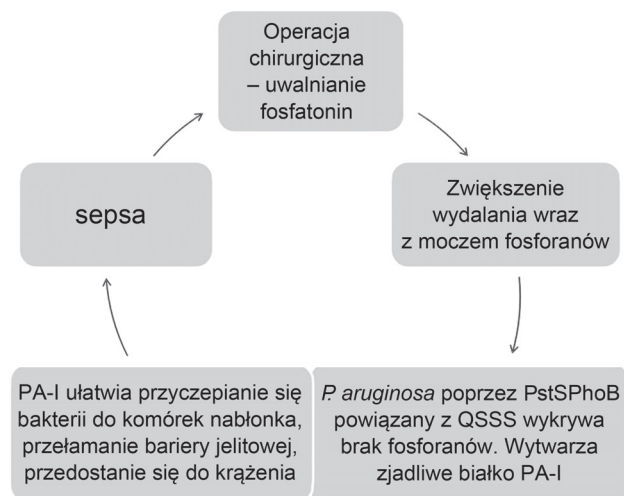 Operacja
chirurgiczna
– uwalnianie
fosfatonin
Zwiększenie
wydalania wraz
z moczem fosforanów
P. aruginosa poprzez PstSPhoB
powiązany z QSSS wykrywa
brak fosforanów. Wytwarza
zjadliwe białko PA-I
PA-I ułatwia przyczepianie się
bakterii do komórek nabłonka,
przełamanie bariery jelitowej,
przedostanie się do krążenia
sepsa